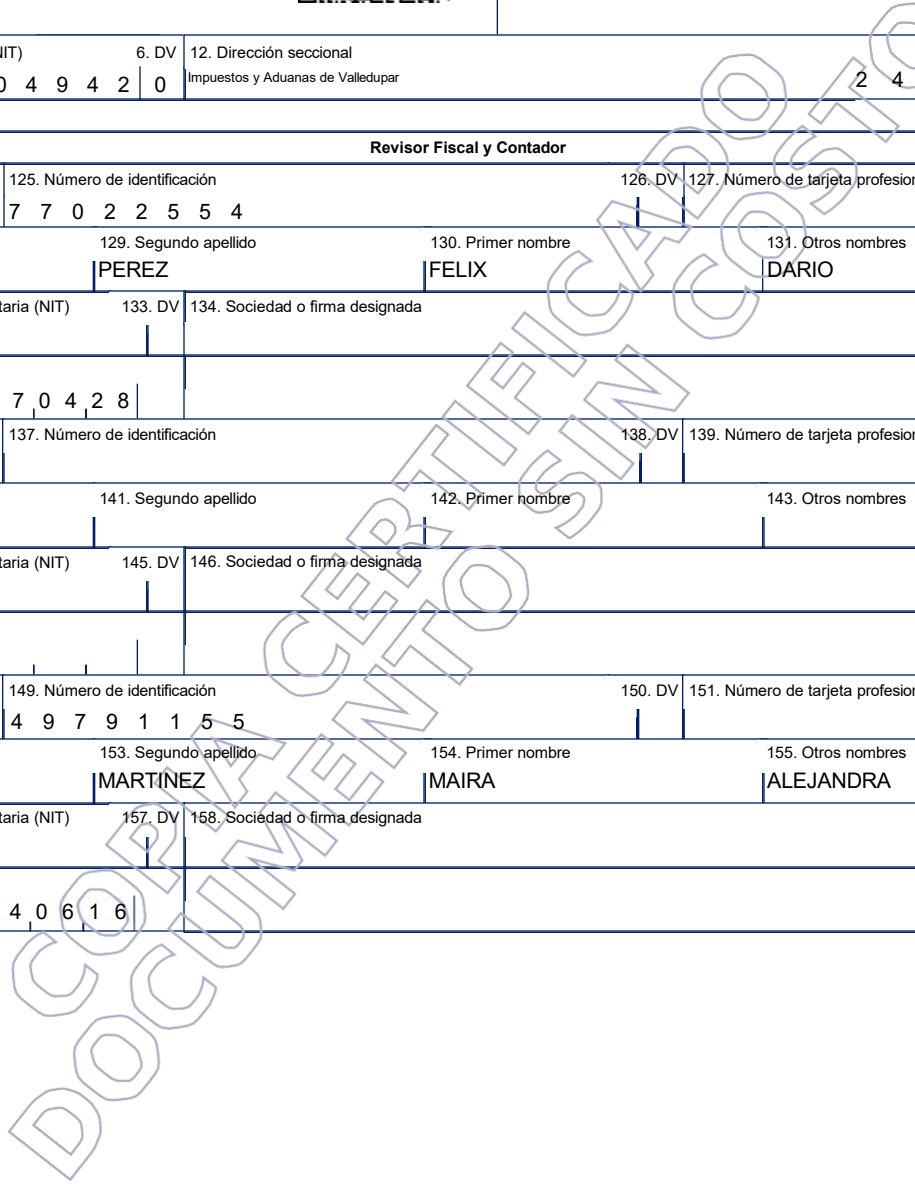 NIT) 6. DV 12. Dirección seccional
0 4 9 4 2 0 Impuestos y Aduanas de Valledupar 2 4
Revisor Fiscal y Contador
125. Número de identificación 126. DV 127. Número de tarjeta profesion
7 7 0 2 2 5 5 4
129. Segundo apellido 130. Primer nombre 131. Otros nombres
PEREZ FELIX DARIO
taria (NIT) 133. DV 134. Sociedad o firma designada
7 0 4 2 8
137. Número de identificación 138. DV 139. Número de tarjeta profesion
141. Segundo apellido 142. Primer nombre 143. Otros nombres
taria (NIT) 145. DV 146. Sociedad o firma designada
149. Número de identificación 150. DV 151. Número de tarjeta profesion
4 9 7 9 1 1 5 5
153. Segundo apellido 154. Primer nombre 155. Otros nombres
MARTINEZ MAIRA ALEJANDRA
taria (NIT) 157. DV 158. Sociedad o firma designada
4 0 6 1 6
COPIA CERTIFICADO
DOCUMENTO SIN COSTO